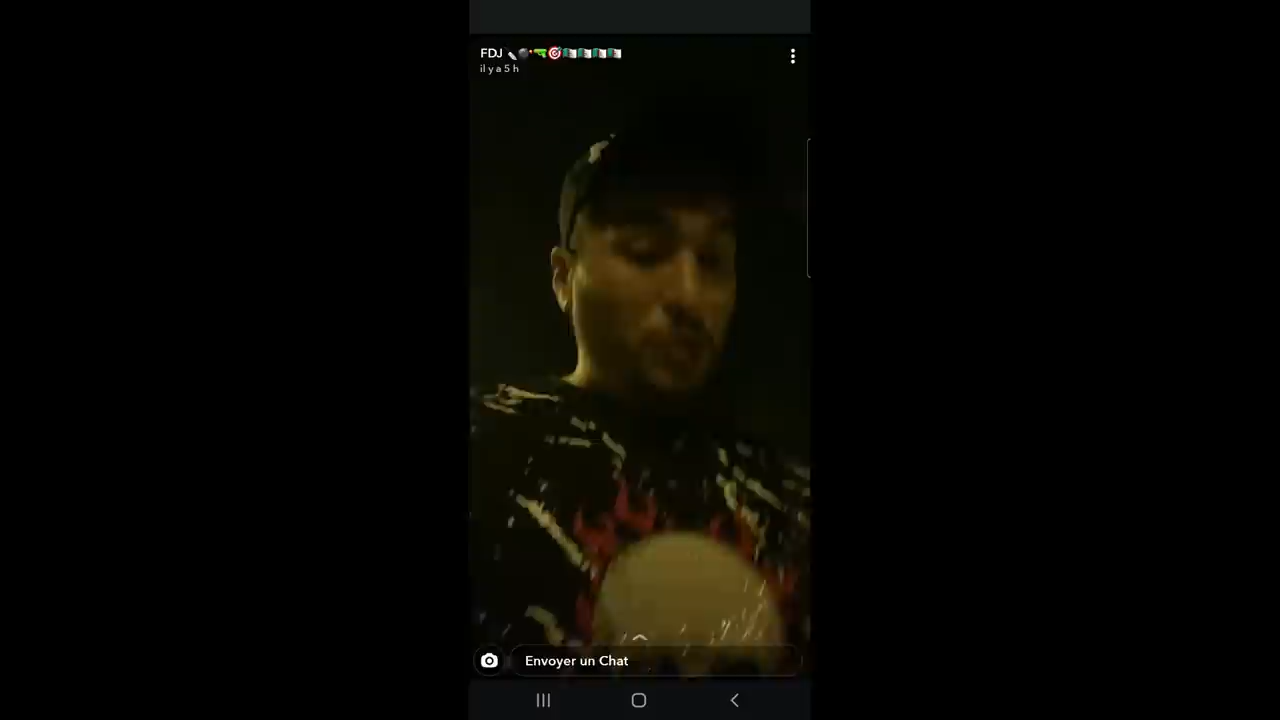 FDJ 🔪💣🔫🎯🇩🇿🇩🇿🇩🇿🇩🇿
il y a 5 h
Envoyer un Chat